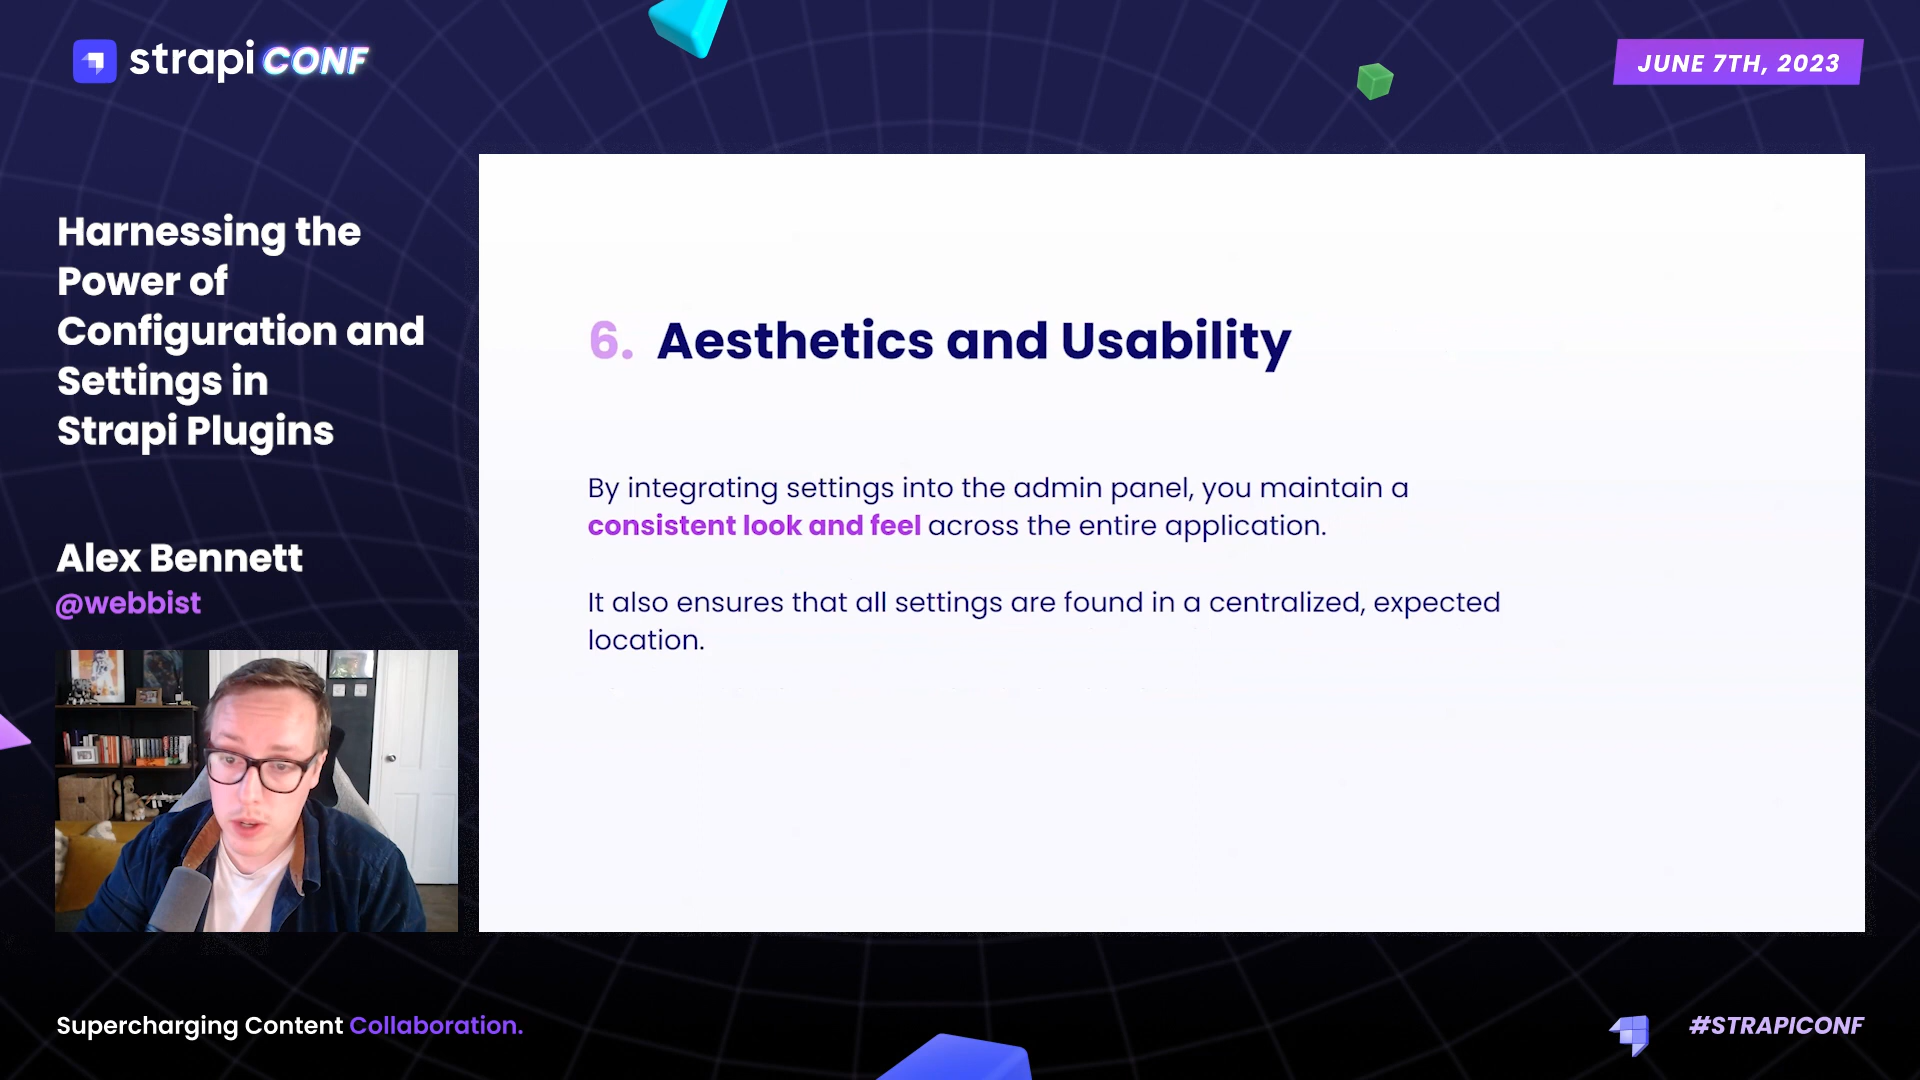 strapi CONF
JUNE 7TH, 2023
Harnessing the
Power of
Configuration and
Settings in
Strapi Plugins
Alex Bennett
@webbist
6. Aesthetics and Usability
By integrating settings into the admin panel, you maintain a
consistent look and feel across the entire application.
It also ensures that all settings are found in a centralized, expected
location.
Supercharging Content Collaboration.
#STRAPICONF